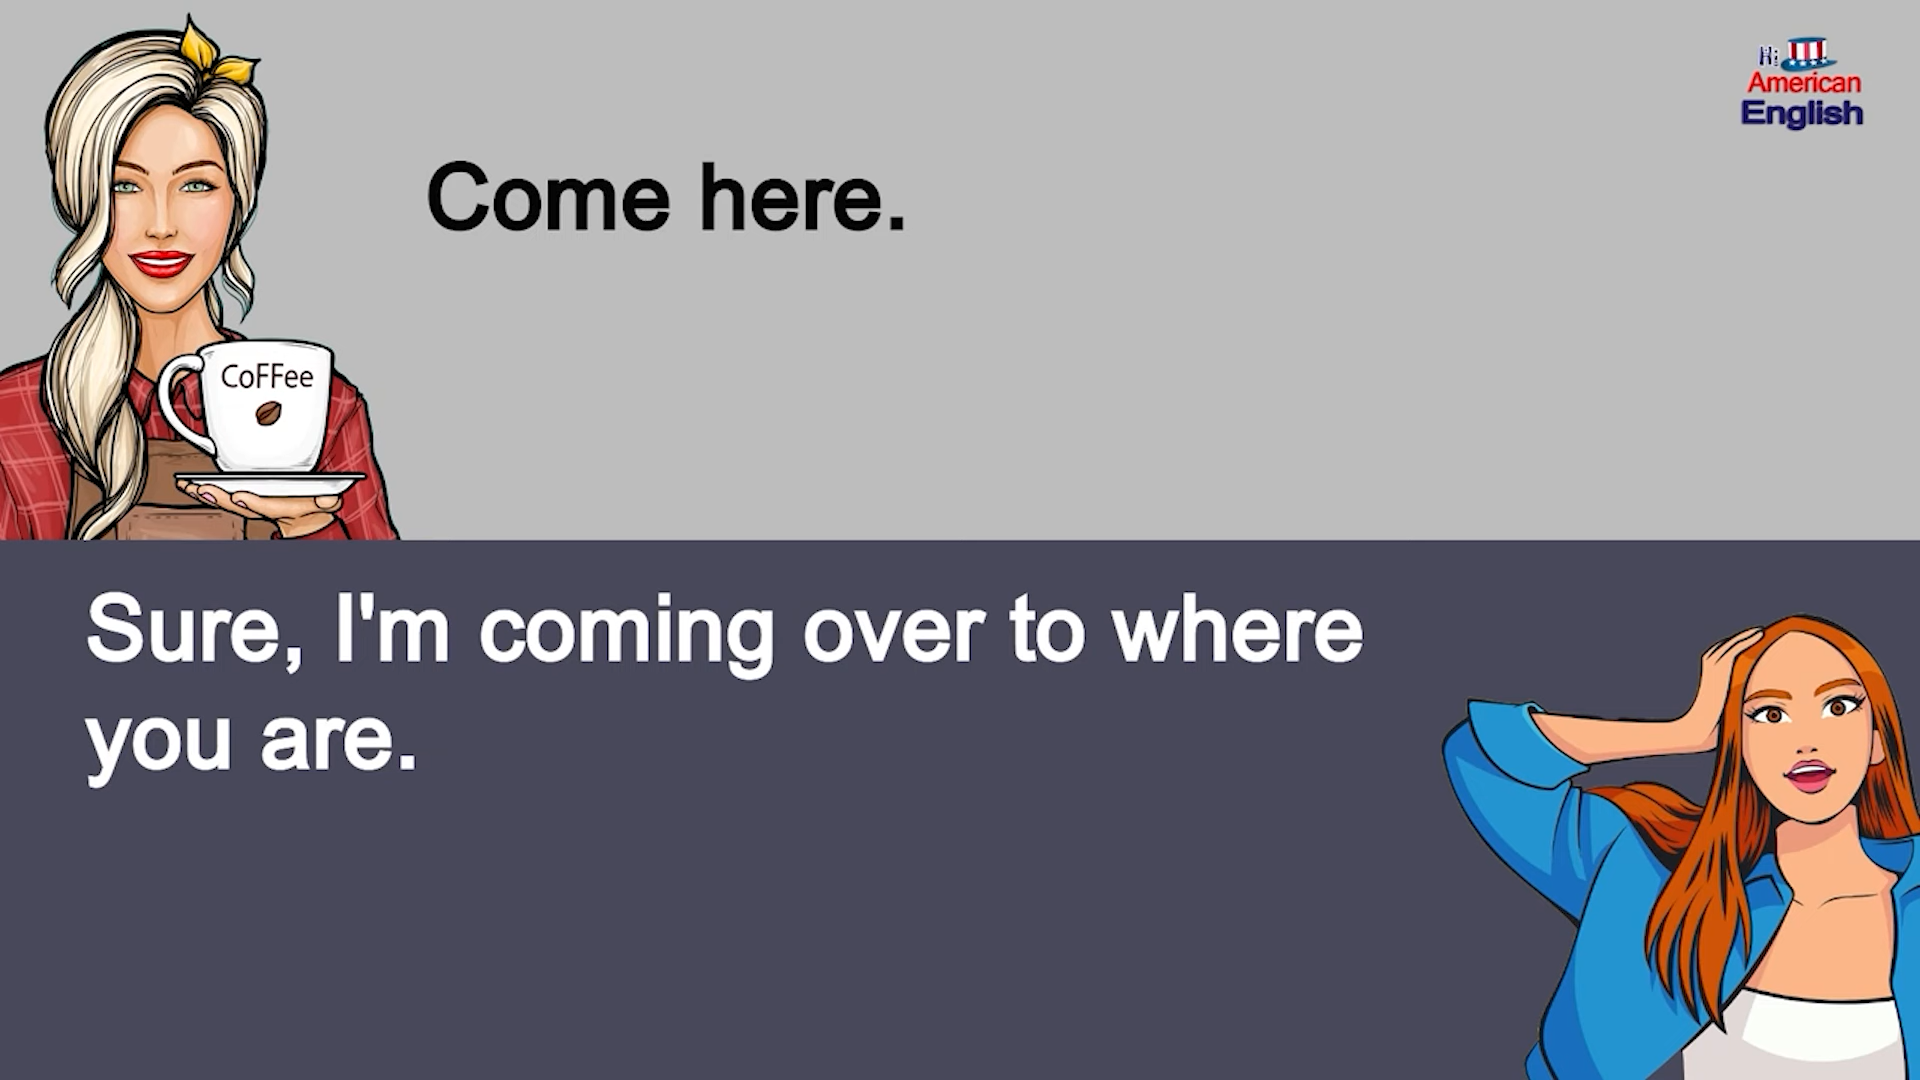 Hi
American
English
Come here.
CoFFee
Sure, I'm coming over to where
you are.